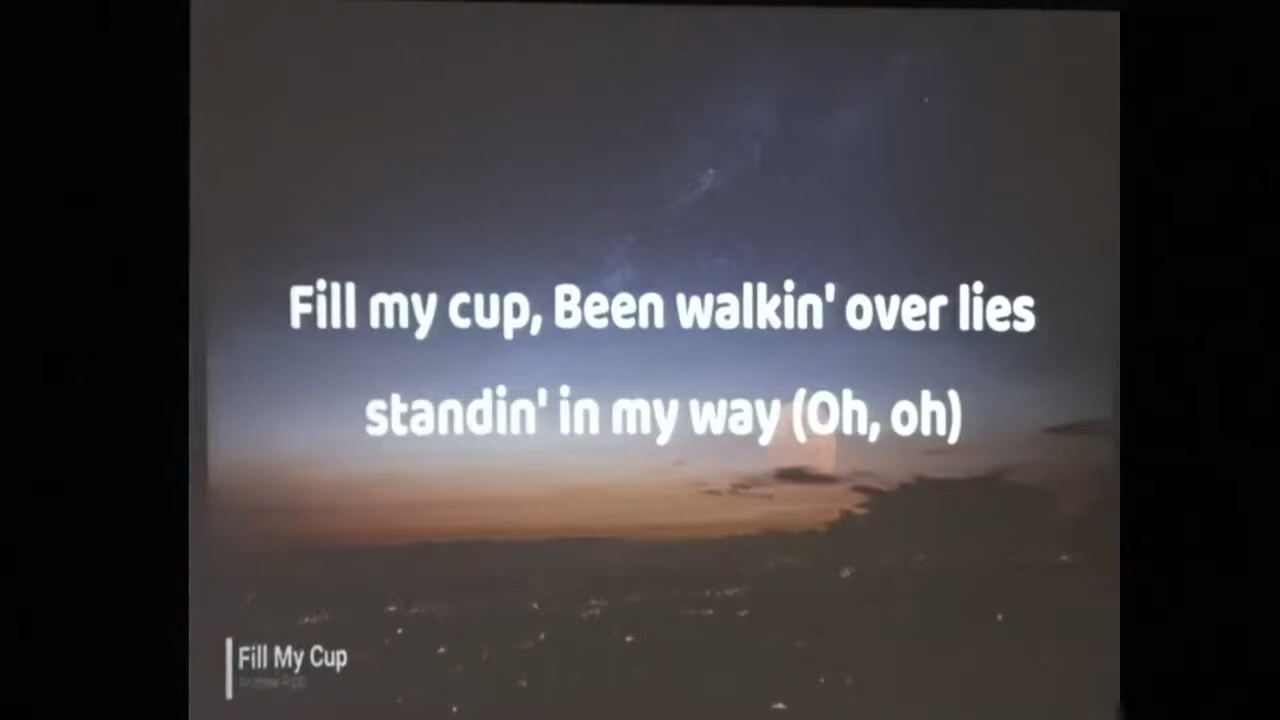 Fill my cup, Been walkin' over lies
standin' in my way (Oh, oh)
Fill My Cup